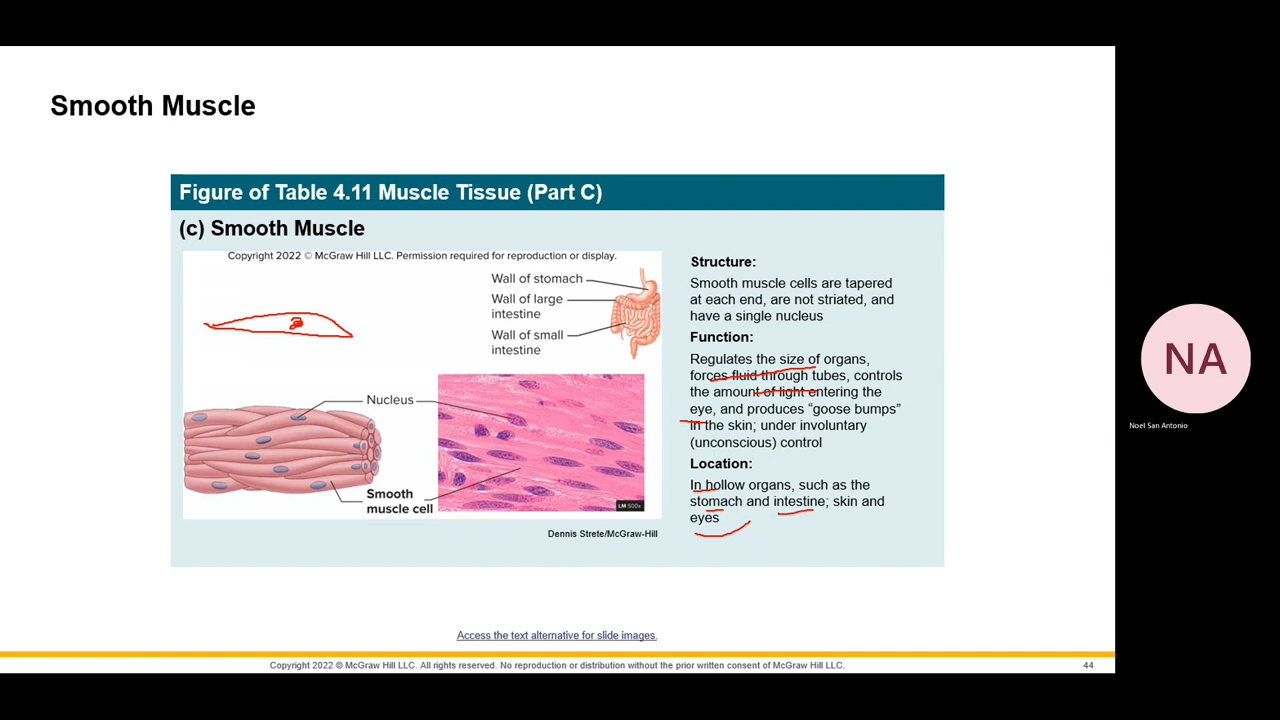 Smooth Muscle
Figure of Table 4.11 Muscle Tissue (Part C)
(c) Smooth Muscle
Copyright 2022 © McGraw Hill LLC. Permission required for reproduction or display.
Wall of stomach
Wall of large
intestine
Wall of small
intestine
Nucleus
Smooth
muscle cell
LM 500x
Dennis Strete/McGraw-Hill
Structure:
Smooth muscle cells are tapered
at each end, are not striated, and
have a single nucleus
Function:
Regulates the size of organs,
forces fluid through tubes, controls
the amount of light entering the
eye, and produces “goose bumps”
in the skin; under involuntary
(unconscious) control
Location:
In hollow organs, such as the
stomach and intestine; skin and
eyes
NA
Noel San Antonio
Access the text alternative for slide images.
Copyright 2022 © McGraw Hill LLC. All rights reserved. No reproduction or distribution without the prior written consent of McGraw Hill LLC.
44